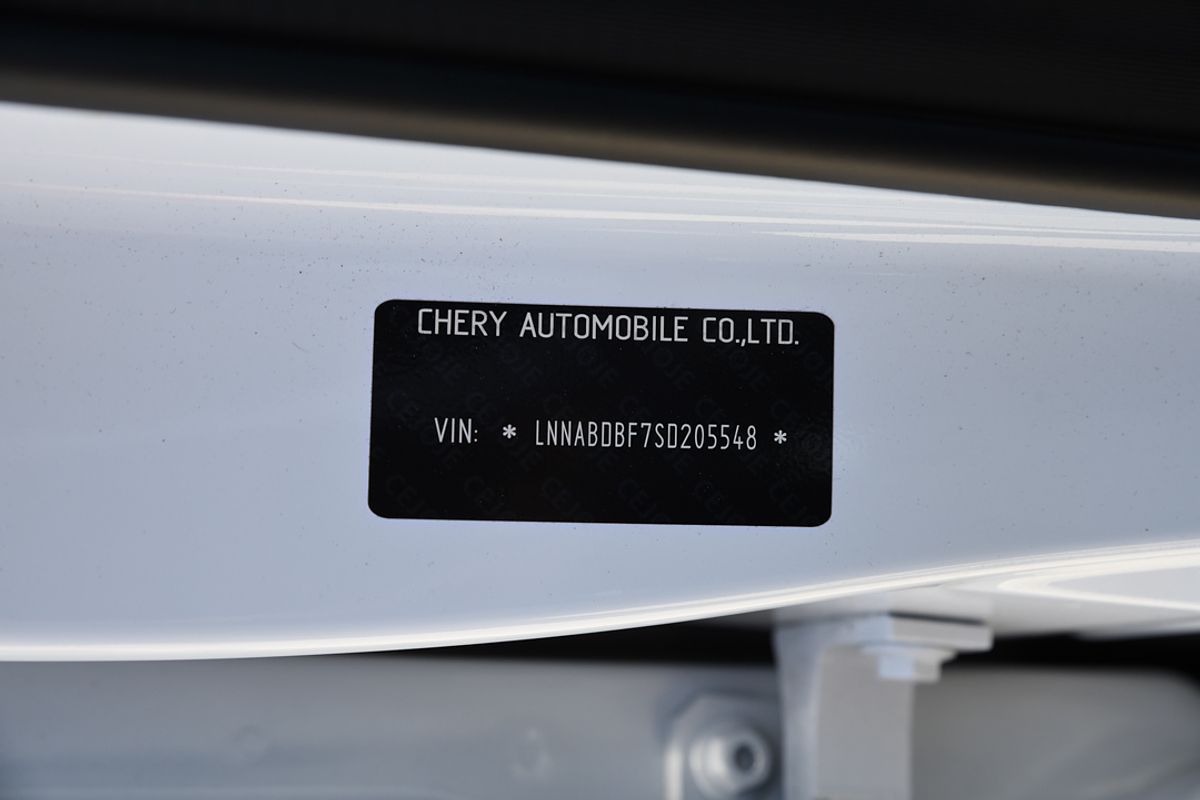 CHERY AUTOMOBILE CO.,LTD.
VIN: * LNNABDBF7SD205548 *